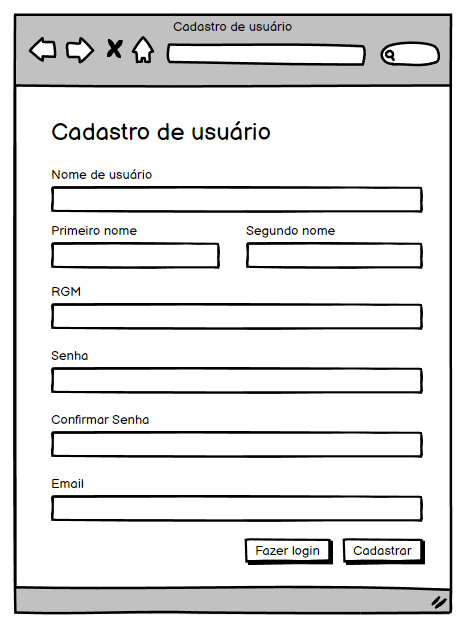 Cadastro de usuário
Cadastro de usuário
Nome de usuário
Primeiro nome
Segundo nome
RGM
Senha
Confirmar Senha
Email
Fazer login
Cadastrar